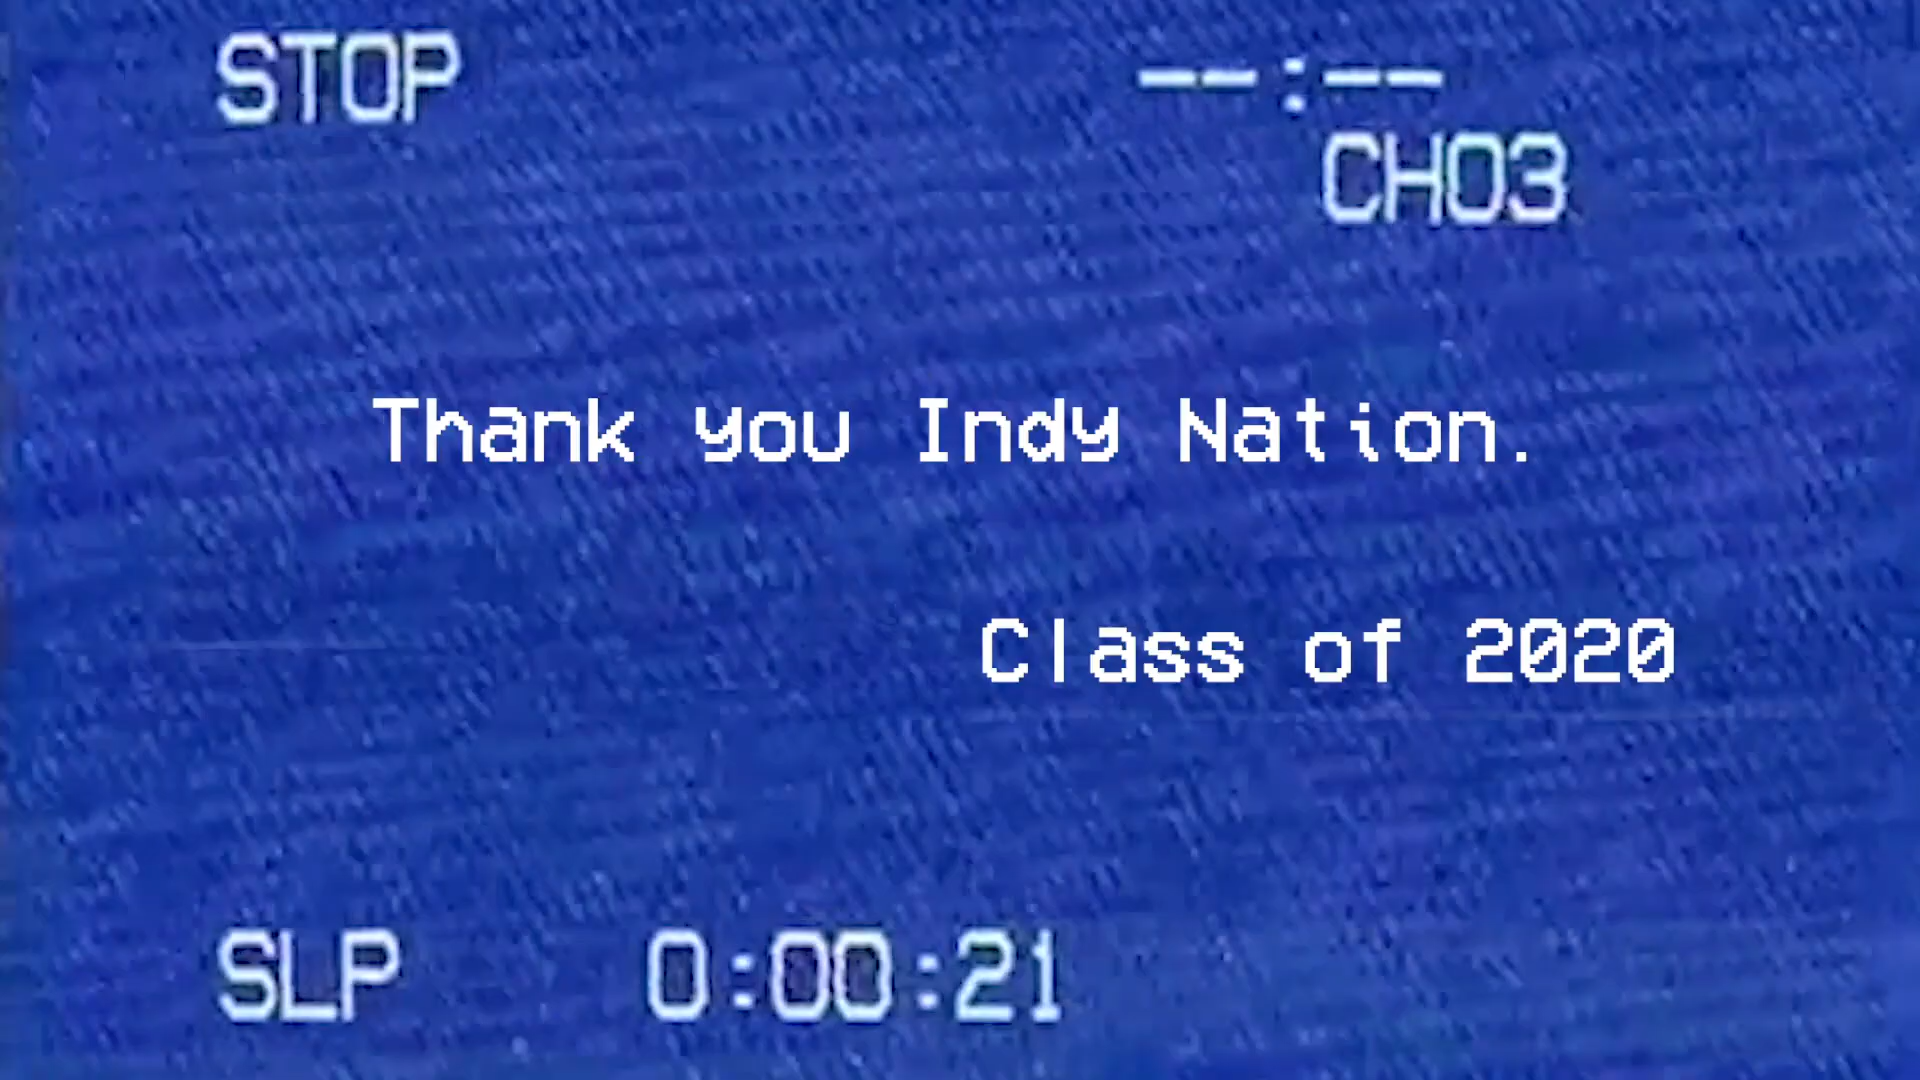 STOP --:--
CH03
Thank you Indy Nation.
Class of 2020
SLP 0:00:21